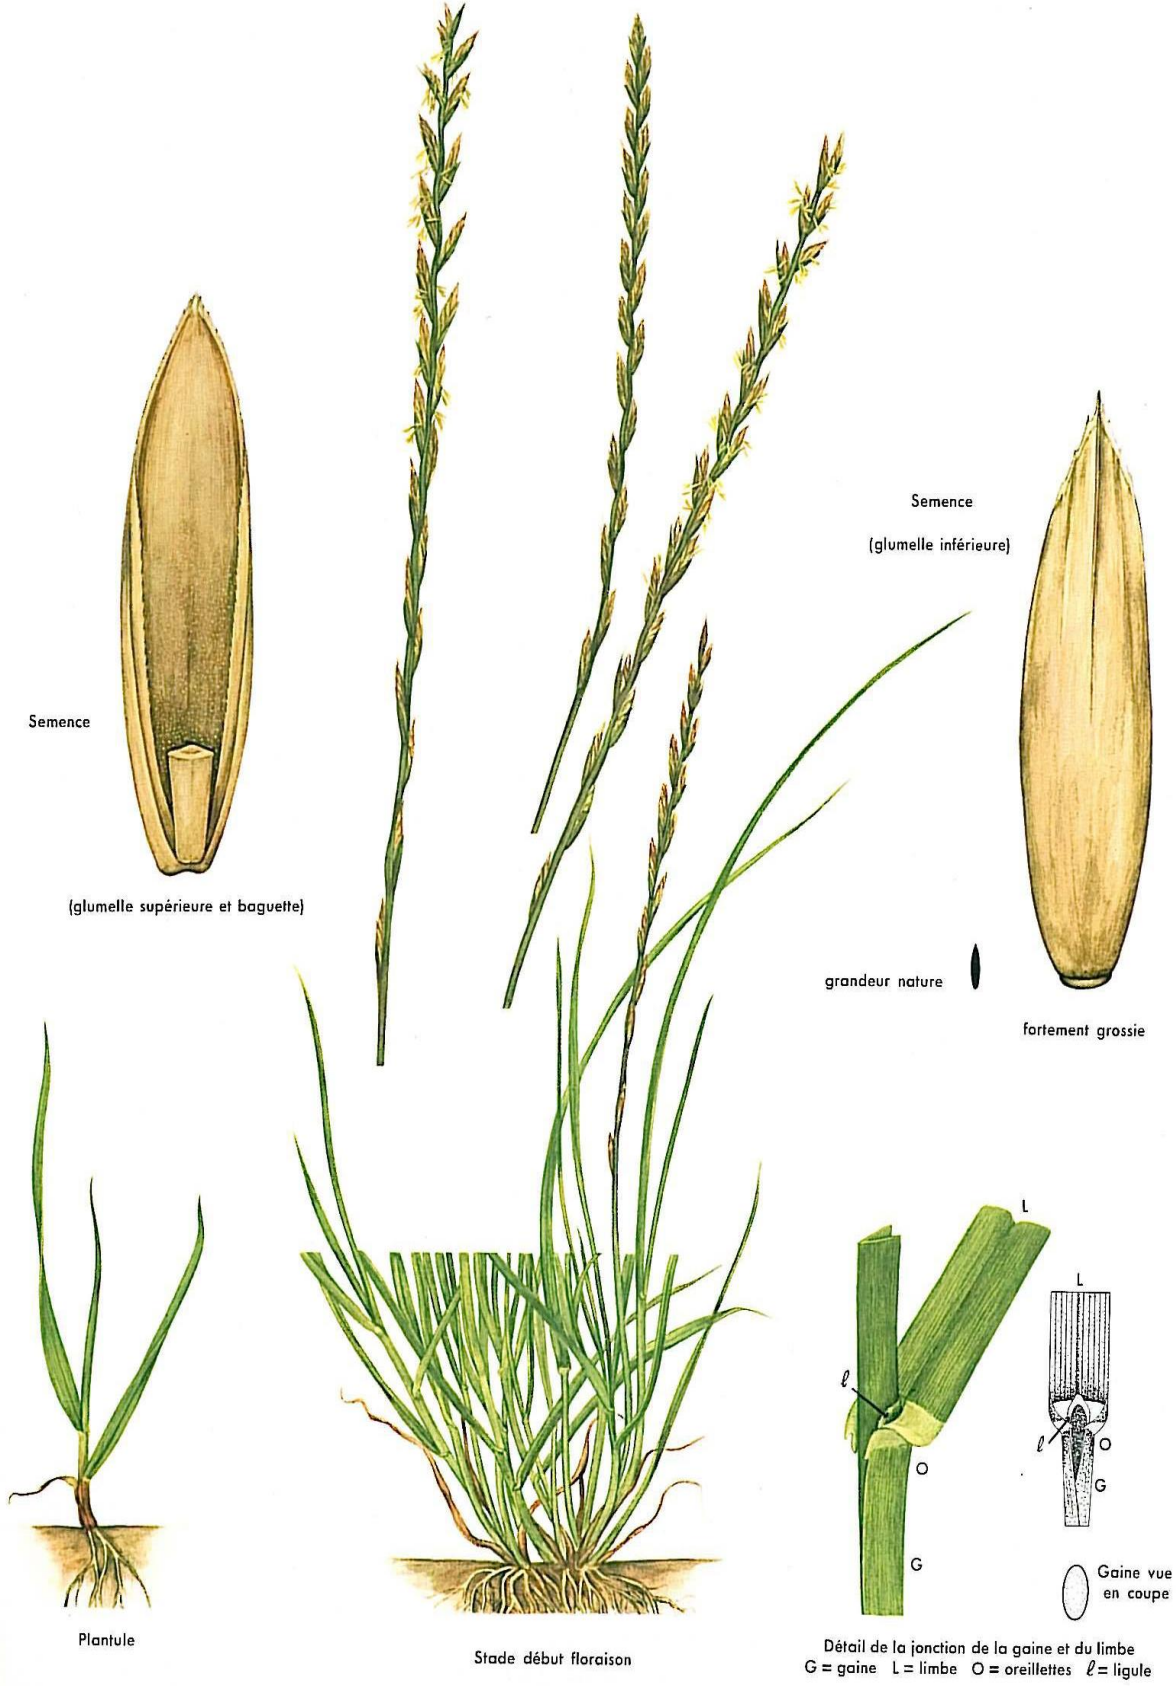 Semence
(glumelle inférieure)
Semence
(glumelle supérieure et baguette)
grandeur nature
fortement grossie
L
L
ℓ
ℓ
O
O
G
G
Gaine vue
en coupe
Plantule
Stade début floraison
Détail de la jonction de la gaine et du limbe
G = gaine L = limbe O = oreillettes ℓ = ligule